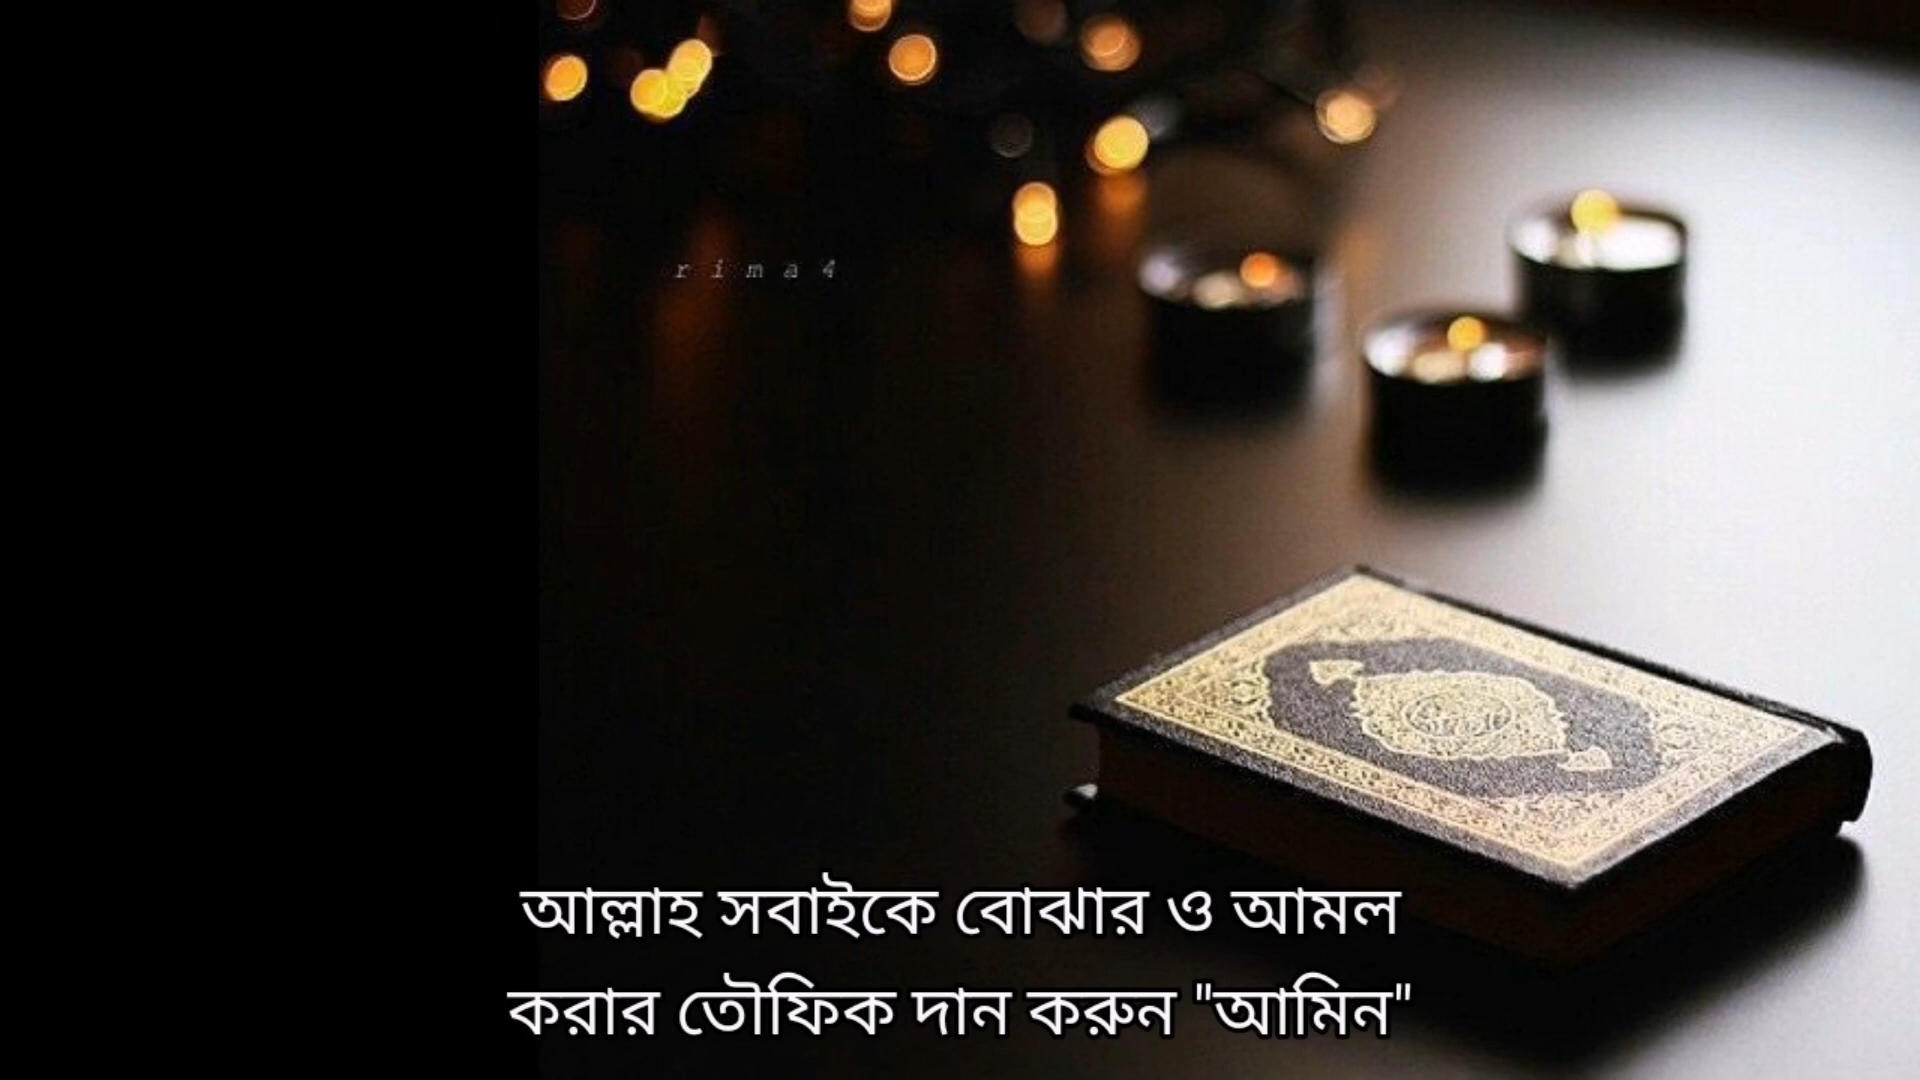 r i m a 4
আল্লাহ সবাইকে বোঝার ও আমল
করার তৌফিক দান করুন "আমিন"